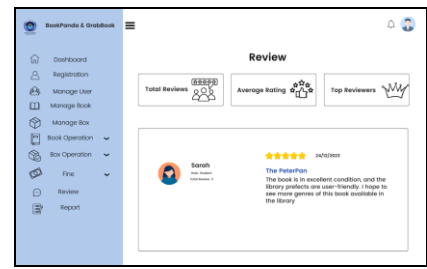 BookPanda & GrabBook
Dashboard
Registration
Manage User
Manage Book
Manage Box
Book Operation
Box Operation
Fine
Review
Report
Review
Total Reviews
Average Rating
Top Reviewers
Sarah
Role: Student
24/12/2023
The PeterPan
The book is in excellent condition, and the
library prefects are user-friendly. I hope to
see more genres of this book available in
the library